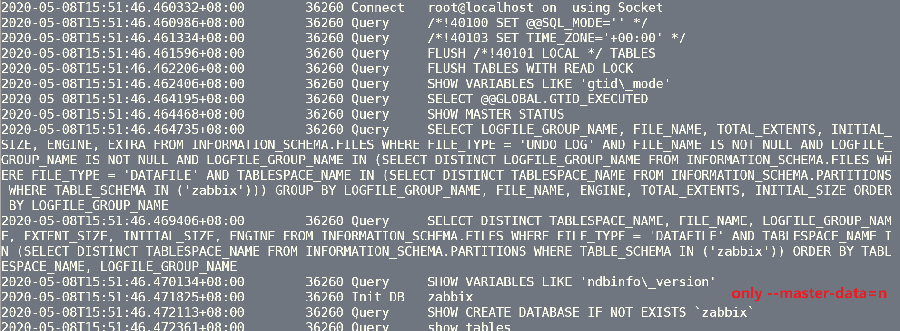 2020-05-08T15:51:46.460332+08:00 36260 Connect root@localhost on using Socket
2020-05-08T15:51:46.460986+08:00 36260 Query /*!40100 SET @@SQL_MODE='' */
2020-05-08T15:51:46.461334+08:00 36260 Query /*!40103 SET TIME_ZONE='+00:00' */
2020-05-08T15:51:46.461596+08:00 36260 Query FLUSH /*!40101 LOCAL */ TABLES
2020-05-08T15:51:46.462206+08:00 36260 Query FLUSH TABLES WITH READ LOCK
2020-05-08T15:51:46.462406+08:00 36260 Query SHOW VARIABLES LIKE 'gtid\_mode'
2020-05-08T15:51:46.464195+08:00 36260 Query SELECT @@GLOBAL.GTID_EXECUTED
2020-05-08T15:51:46.464468+08:00 36260 Query SHOW MASTER STATUS
2020-05-08T15:51:46.464735+08:00 36260 Query SELECT LOGFILE_GROUP_NAME, FILE_NAME, TOTAL_EXTENTS, INITIAL_
SIZE, ENGINE, EXTRA FROM INFORMATION_SCHEMA.FILES WHERE FILE_TYPE = 'UNDO LOG' AND FILE_NAME IS NOT NULL AND LOGFILE_
GROUP_NAME IS NOT NULL AND LOGFILE_GROUP_NAME IN (SELECT DISTINCT LOGFILE_GROUP_NAME FROM INFORMATION_SCHEMA.FILES WH
ERE FILE_TYPE = 'DATAFILE' AND TABLESPACE_NAME IN (SELECT DISTINCT TABLESPACE_NAME FROM INFORMATION_SCHEMA.PARTITIONS
WHERE TABLE_SCHEMA IN ('zabbix'))) GROUP BY LOGFILE_GROUP_NAME, FILE_NAME, ENGINE, TOTAL_EXTENTS, INITIAL_SIZE ORDER
BY LOGFILE_GROUP_NAME
2020-05-08T15:51:46.469406+08:00 36260 Query SELECT DISTINCT TABLESPACE_NAME, FILE_NAME, LOGFILE_GROUP_NAM
E, EXTENT_SIZE, INITIAL_SIZE, ENGINE FROM INFORMATION_SCHEMA.FILES WHERE FILE_TYPE = 'DATAFILE' AND TABLESPACE_NAME I
N (SELECT DISTINCT TABLESPACE_NAME FROM INFORMATION_SCHEMA.PARTITIONS WHERE TABLE_SCHEMA IN ('zabbix')) ORDER BY TABL
ESPACE_NAME, LOGFILE_GROUP_NAME
2020-05-08T15:51:46.470134+08:00 36260 Query SHOW VARIABLES LIKE 'ndbinfo\_version'
2020-05-08T15:51:46.471825+08:00 36260 Init DB zabbix
only --master-data=n
2020-05-08T15:51:46.472113+08:00 36260 Query SHOW CREATE DATABASE IF NOT EXISTS `zabbix`
2020-05-08T15:51:46.472361+08:00 36260 Query show tables